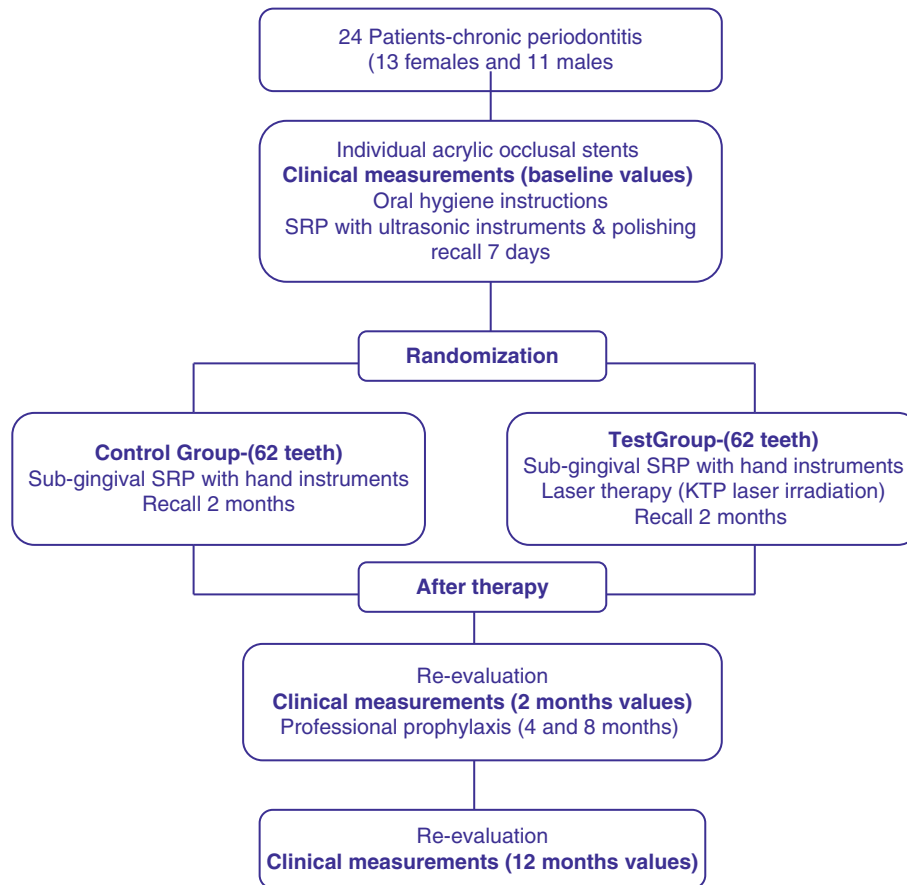 24 Patients-chronic periodontitis
(13 females and 11 males
Individual acrylic occlusal stents
Clinical measurements (baseline values)
Oral hygiene instructions
SRP with ultrasonic instruments & polishing
recall 7 days
Randomization
Control Group-(62 teeth)
Sub-gingival SRP with hand instruments
Recall 2 months
TestGroup-(62 teeth)
Sub-gingival SRP with hand instruments
Laser therapy (KTP laser irradiation)
Recall 2 months
After therapy
Re-evaluation
Clinical measurements (2 months values)
Professional prophylaxis (4 and 8 months)
Re-evaluation
Clinical measurements (12 months values)